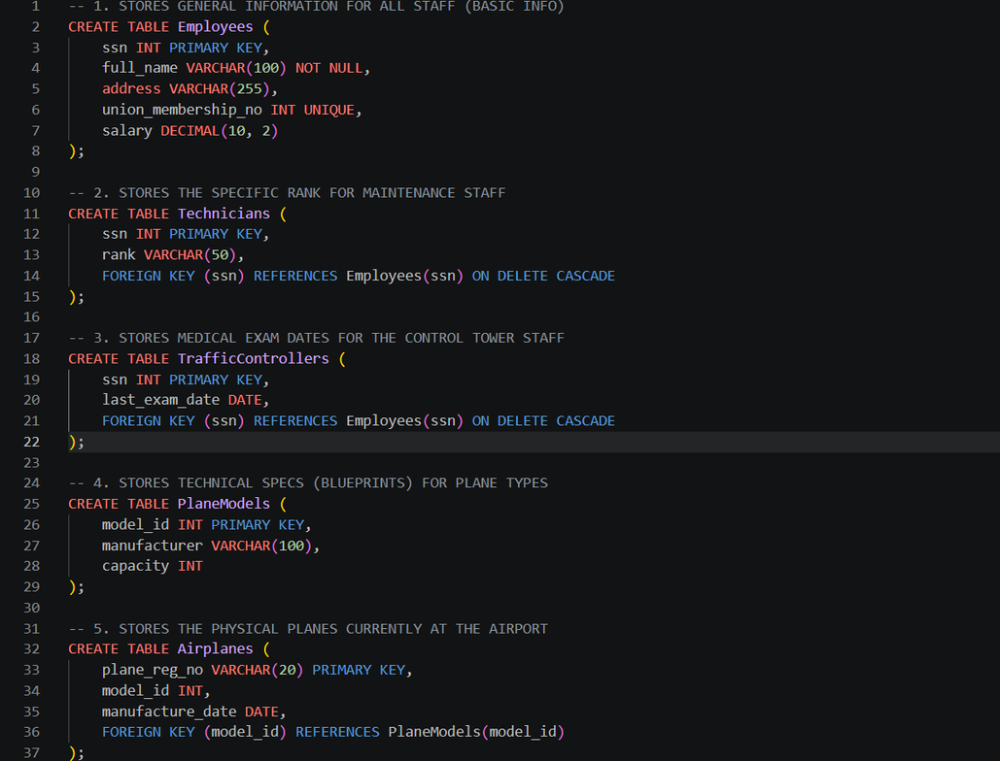 1 -- 1. STORES GENERAL INFORMATION FOR ALL STAFF (BASIC INFO)
2 CREATE TABLE Employees (
3     ssn INT PRIMARY KEY,
4     full_name VARCHAR(100) NOT NULL,
5     address VARCHAR(255),
6     union_membership_no INT UNIQUE,
7     salary DECIMAL(10, 2)
8 );
9
10 -- 2. STORES THE SPECIFIC RANK FOR MAINTENANCE STAFF
11 CREATE TABLE Technicians (
12     ssn INT PRIMARY KEY,
13     rank VARCHAR(50),
14     FOREIGN KEY (ssn) REFERENCES Employees(ssn) ON DELETE CASCADE
15 );
16
17 -- 3. STORES MEDICAL EXAM DATES FOR THE CONTROL TOWER STAFF
18 CREATE TABLE TrafficControllers (
19     ssn INT PRIMARY KEY,
20     last_exam_date DATE,
21     FOREIGN KEY (ssn) REFERENCES Employees(ssn) ON DELETE CASCADE
22 );
23
24 -- 4. STORES TECHNICAL SPECS (BLUEPRINTS) FOR PLANE TYPES
25 CREATE TABLE PlaneModels (
26     model_id INT PRIMARY KEY,
27     manufacturer VARCHAR(100),
28     capacity INT
29 );
30
31 -- 5. STORES THE PHYSICAL PLANES CURRENTLY AT THE AIRPORT
32 CREATE TABLE Airplanes (
33     plane_reg_no VARCHAR(20) PRIMARY KEY,
34     model_id INT,
35     manufacture_date DATE,
36     FOREIGN KEY (model_id) REFERENCES PlaneModels(model_id)
37 );